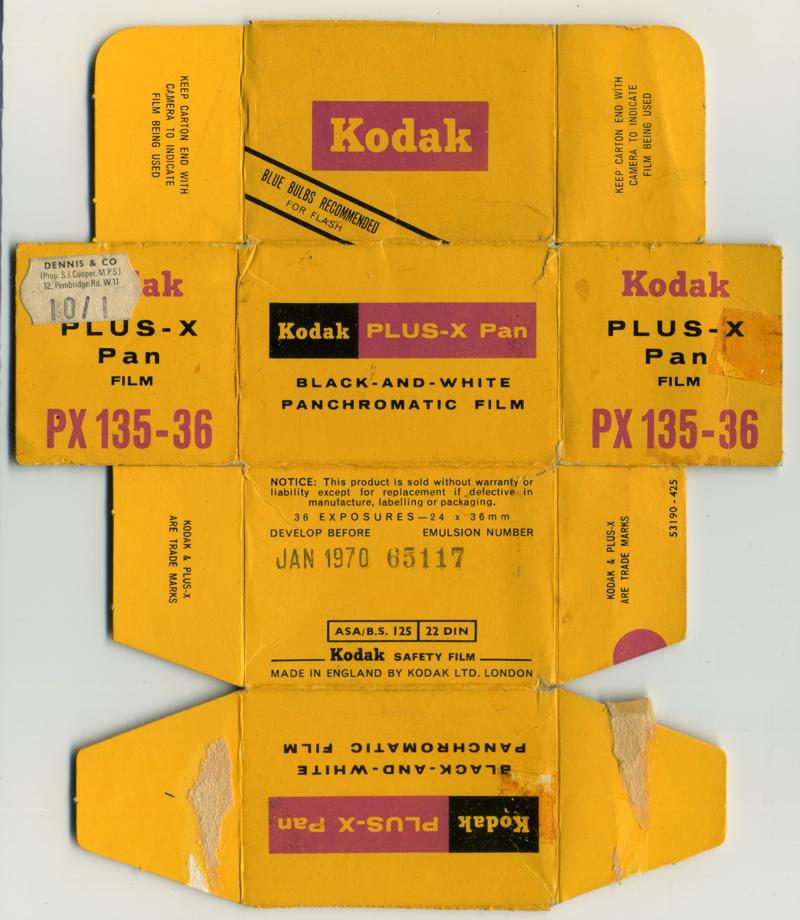 KEEP CARTON END WITH
CAMERA TO INDICATE
FILM BEING USED
Kodak
BLUE BULBS RECOMMENDED
FOR FLASH
KEEP CARTON END WITH
CAMERA TO INDICATE
FILM BEING USED
DENNIS & CO
(Prop. S.I. Cooper, M.P.S.)
12, Pembridge Rd. W 11
10/1
dak
PLUS-X
Pan
FILM
PX 135-36
Kodak PLUS-X Pan
BLACK-AND-WHITE
PANCHROMATIC FILM
Kodak
PLUS-X
Pan
FILM
PX 135-36
KODAK & PLUS-X
ARE TRADE MARKS
NOTICE: This product is sold without warranty or
liability except for replacement if defective in
manufacture, labelling or packaging.
36 EXPOSURES—24 x 36mm
DEVELOP BEFORE EMULSION NUMBER
JAN 1970 65117
ASA/B.S. 125 22 DIN
Kodak SAFETY FILM
MADE IN ENGLAND BY KODAK LTD. LONDON
KODAK & PLUS-X
ARE TRADE MARKS
53190-425
Kodak PLUS-X Pan
BLACK-AND-WHITE
PANCHROMATIC FILM